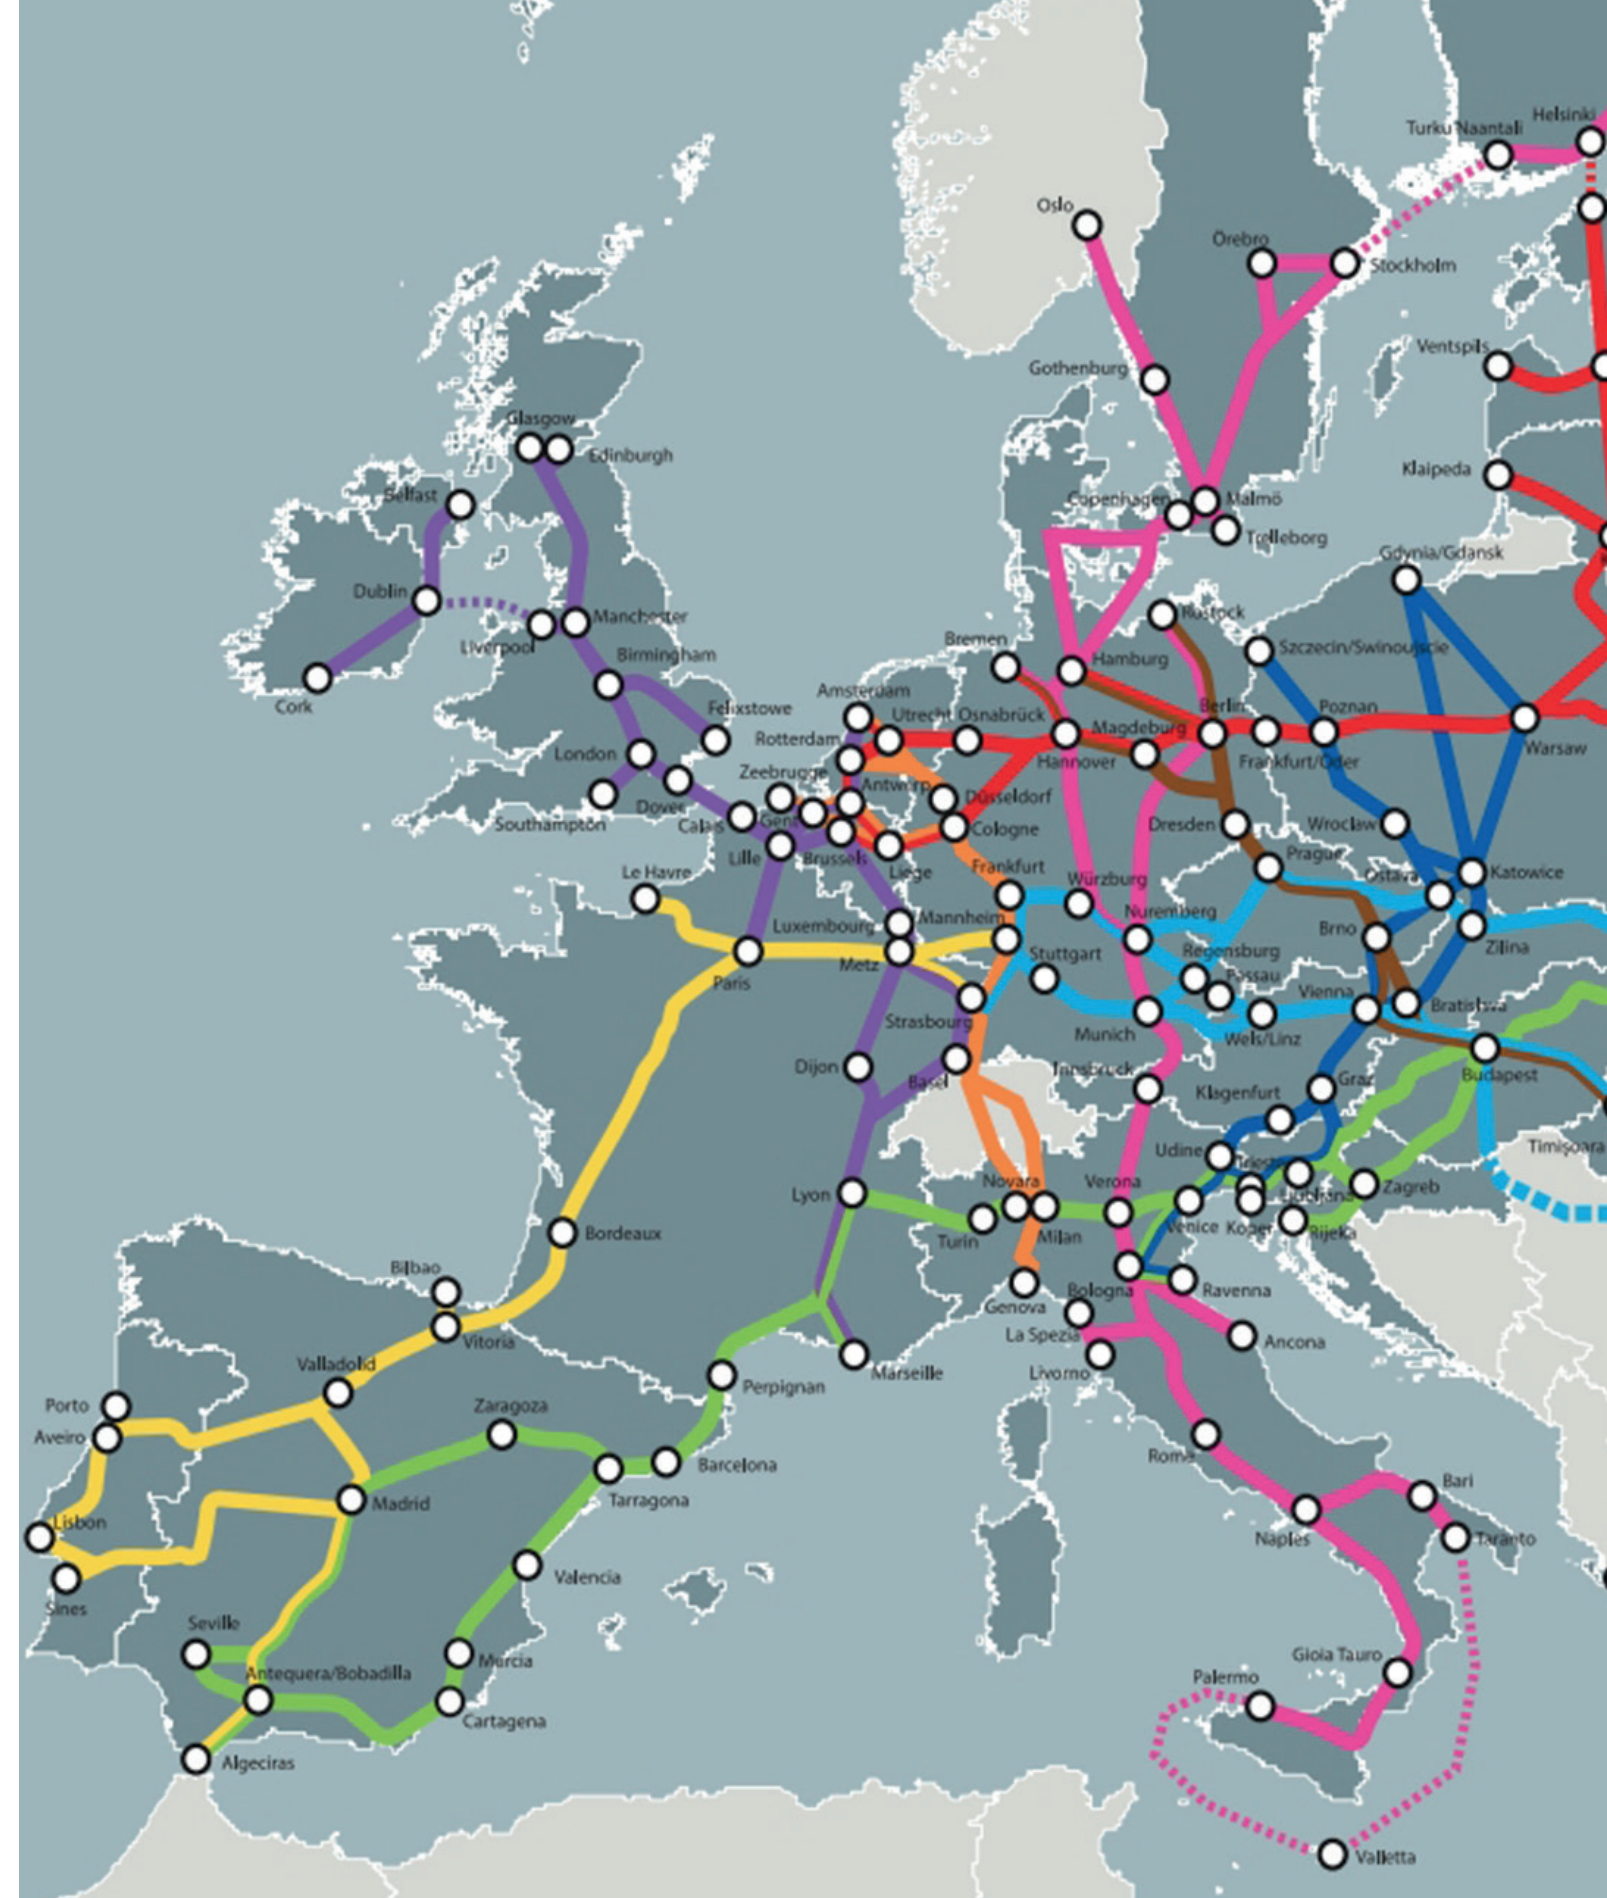 Helsinki
Turku Naantali
Oslo
Örebro
Stockholm
Ventspils
Gothenburg
Glasgow
Edinburgh
Klaipeda
Belfast
Copenhagen
Malmö
Trelleborg
Gdynia/Gdansk
Dublin
Manchester
Rostock
Liverpool
Bremen
Szczecin/Swinoujscie
Birmingham
Hamburg
Amsterdam
Cork
Felixstowe
Utrecht
Osnabrück
Berlin
Poznan
Rotterdam
Magdeburg
London
Hannover
Frankfurt/Oder
Warsaw
Zeebrugge
Antwerp
Düsseldorf
Dover
Southampton
Calais
Gent
Cologne
Dresden
Wroclaw
Lille
Brussels
Liege
Prague
Le Havre
Frankfurt
Würzburg
Ostava
Katowice
Luxembourg
Mannheim
Nuremberg
Brno
Zilina
Metz
Stuttgart
Regensburg
Passau
Paris
Vienna
Bratislava
Strasbourg
Munich
Wels/Linz
Dijon
Basel
Innsbruck
Klagenfurt
Graz
Budapest
Udine
Timişoara
Lyon
Novara
Verona
Ljubljana
Zagreb
Bordeaux
Turin
Milan
Venice
Koper
Rijeka
Bilbao
Genova
Bologna
Ravenna
Vitoria
La Spezia
Ancona
Valladolid
Livorno
Marseille
Perpignan
Porto
Zaragoza
Aveiro
Rome
Barcelona
Madrid
Tarragona
Bari
Lisbon
Naples
Taranto
Valencia
Sines
Seville
Murcia
Gioia Tauro
Antequera/Bobadilla
Palermo
Cartagena
Algeciras
Valletta